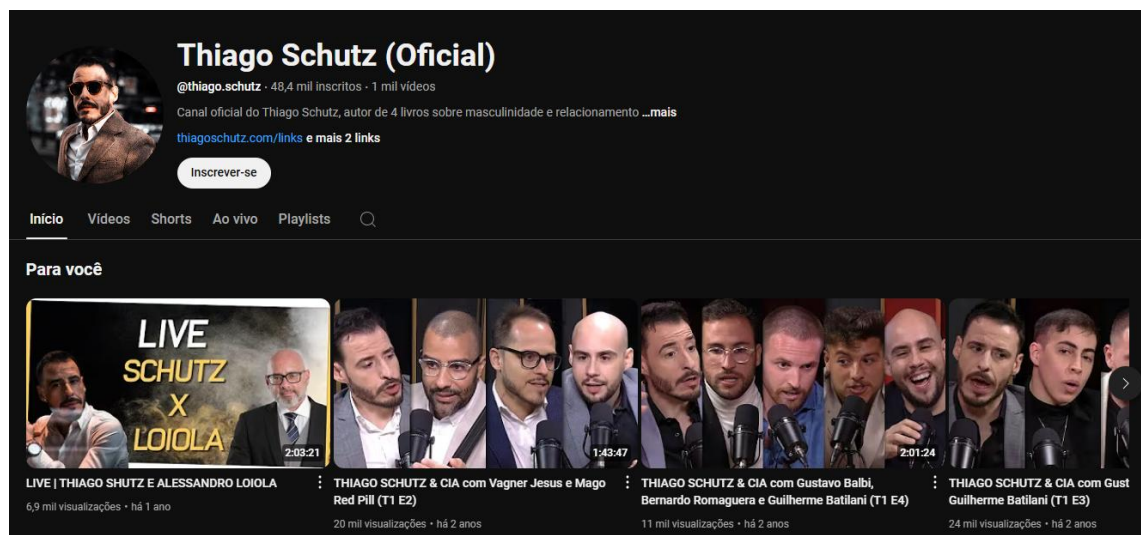 Thiago Schutz (Oficial)
@thiago.schutz · 48,4 mil inscritos · 1 mil vídeos
Canal oficial do Thiago Schutz, autor de 4 livros sobre masculinidade e relacionamento ...mais
thiagoschutz.com/links e mais 2 links
Inscrever-se
Início Vídeos Shorts Ao vivo Playlists
Para você
LIVE
SCHUTZ
X
LOIOLA
2:03:21
1:43:47
2:01:24
LIVE | THIAGO SHUTZ E ALESSANDRO LOIOLA
6,9 mil visualizações • há 1 ano
THIAGO SCHUTZ & CIA com Vagner Jesus e Mago
Red Pill (T1 E2)
20 mil visualizações • há 2 anos
THIAGO SCHUTZ & CIA com Gustavo Balbi,
Bernardo Romaguera e Guilherme Batilani (T1 E4)
11 mil visualizações • há 2 anos
THIAGO SCHUTZ & CIA com Gust
Guilherme Batilani (T1 E3)
24 mil visualizações • há 2 anos